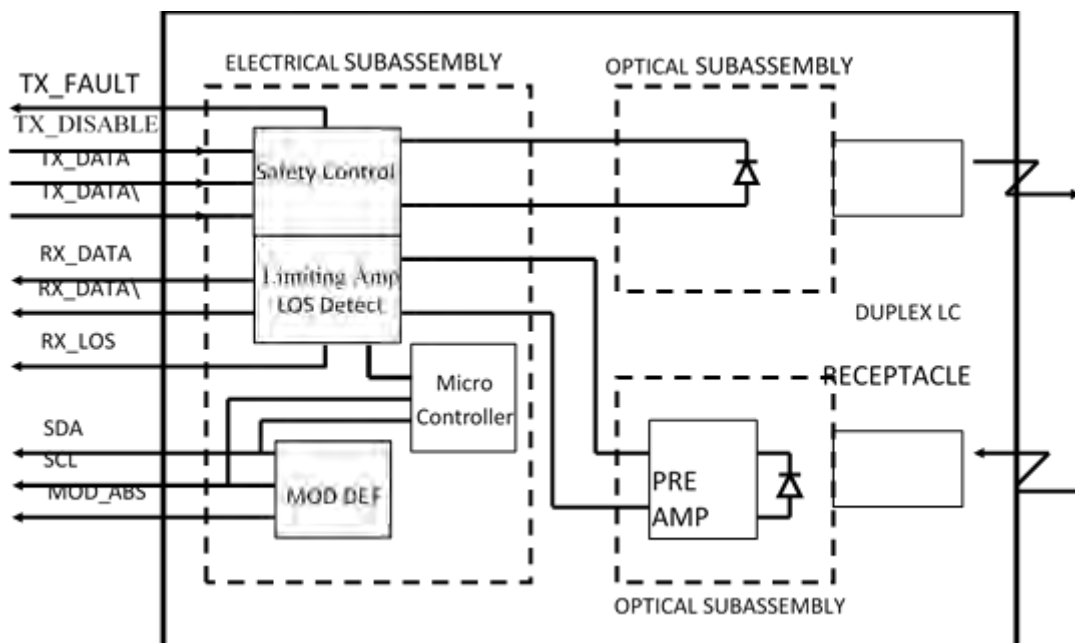 ELECTRICAL SUBASSEMBLY
OPTICAL SUBASSEMBLY
TX_FAULT
TX_DISABLE
TX_DATA
TX_DATA\
Safety Control
RX_DATA
RX_DATA\
Limiting Amp
LOS Detect
RX_LOS
DUPLEX LC
RECEPTACLE
Micro
Controller
SDA
SCL
MOD_ABS
MOD DEF
PRE
AMP
OPTICAL SUBASSEMBLY